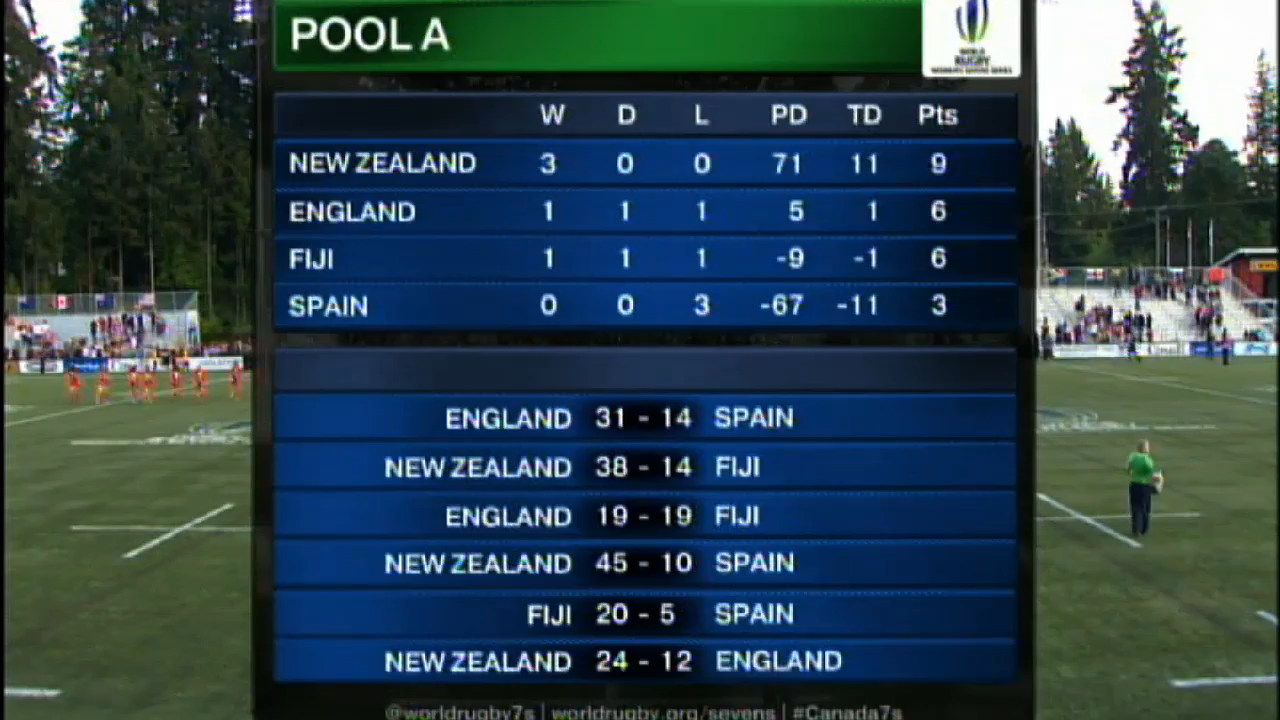 POOL A
WORLD
RUGBY
W D L PD TD Pts
NEW ZEALAND 3 0 0 71 11 9
ENGLAND 1 1 1 5 1 6
FIJI 1 1 1 -9 -1 6
SPAIN 0 0 3 -67 -11 3
ENGLAND 31 - 14 SPAIN
NEW ZEALAND 38 - 14 FIJI
ENGLAND 19 - 19 FIJI
NEW ZEALAND 45 - 10 SPAIN
FIJI 20 - 5 SPAIN
NEW ZEALAND 24 - 12 ENGLAND
@worldrugby7s | worldrugby.org/sevens | #Canada7s